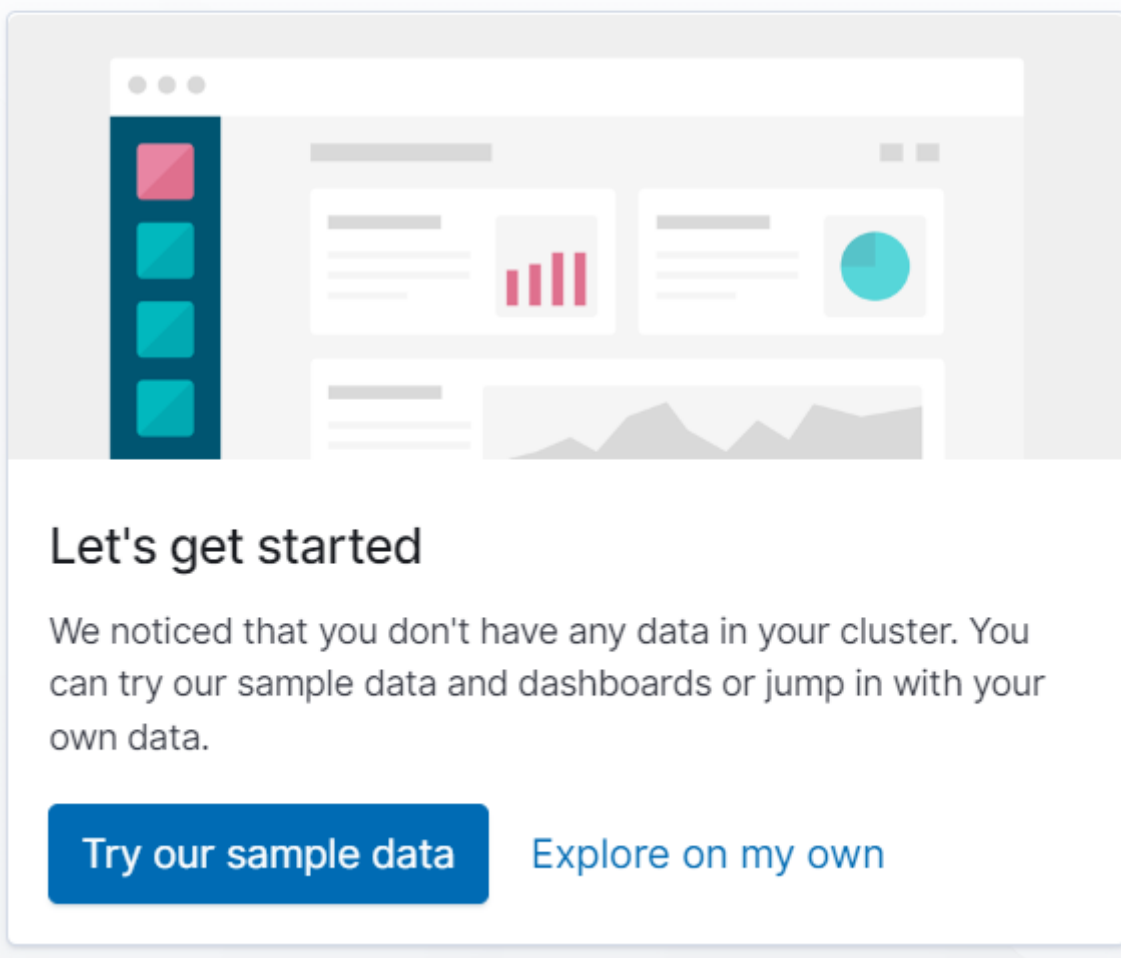 Let's get started
We noticed that you don't have any data in your cluster. You
can try our sample data and dashboards or jump in with your
own data.
Try our sample data
Explore on my own